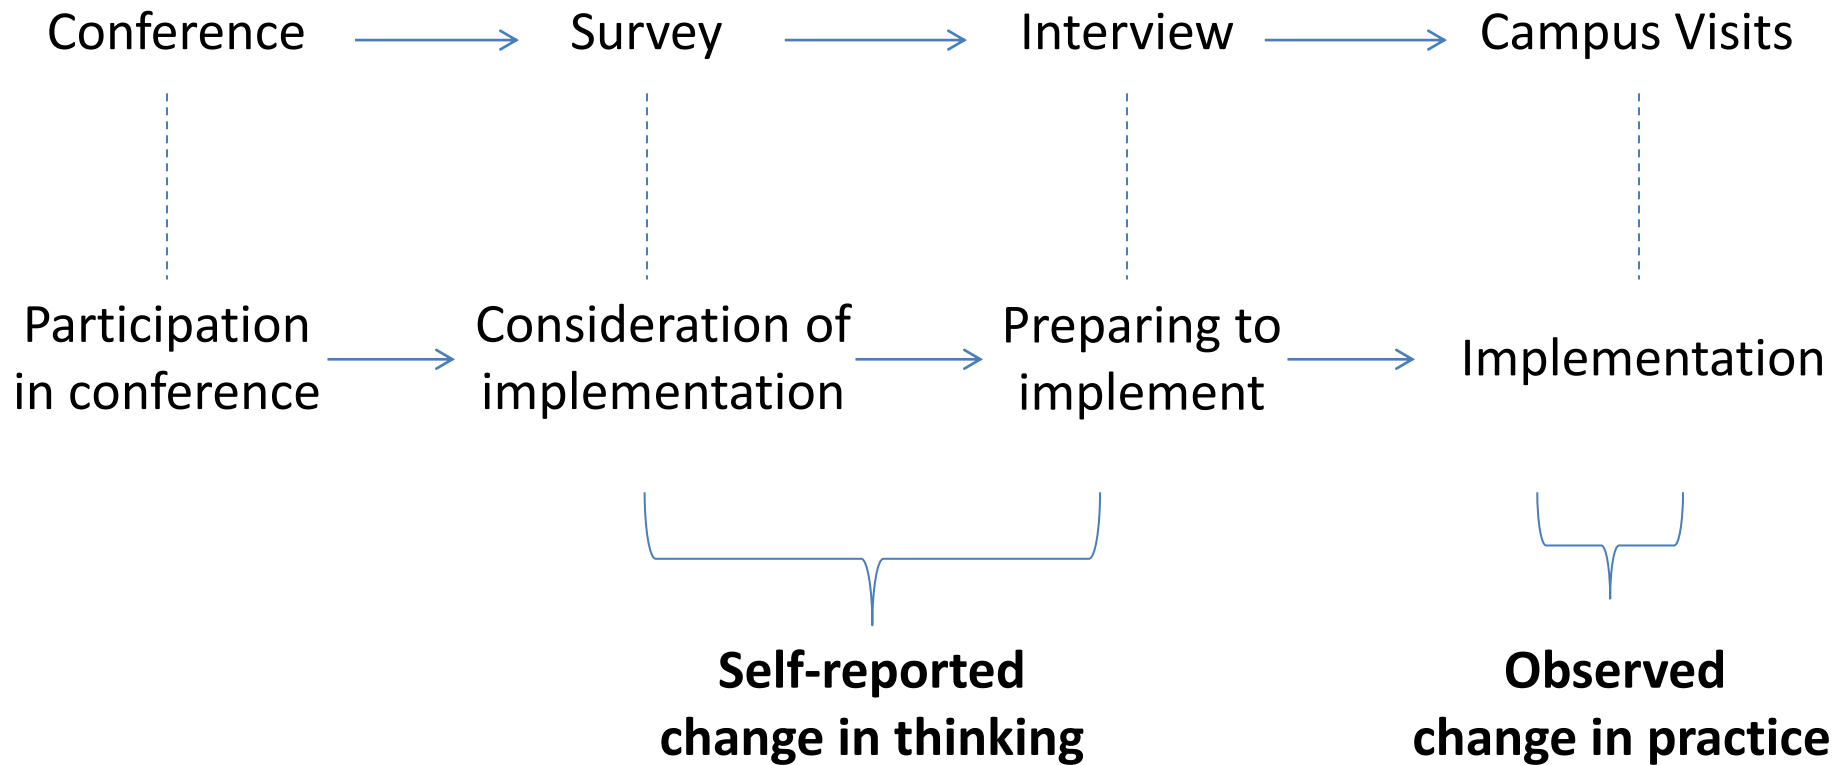 Conference
Survey
Interview
Campus Visits
Participation
in conference
Consideration of
implementation
Preparing to
implement
Implementation
Self-reported
change in thinking
Observed
change in practice